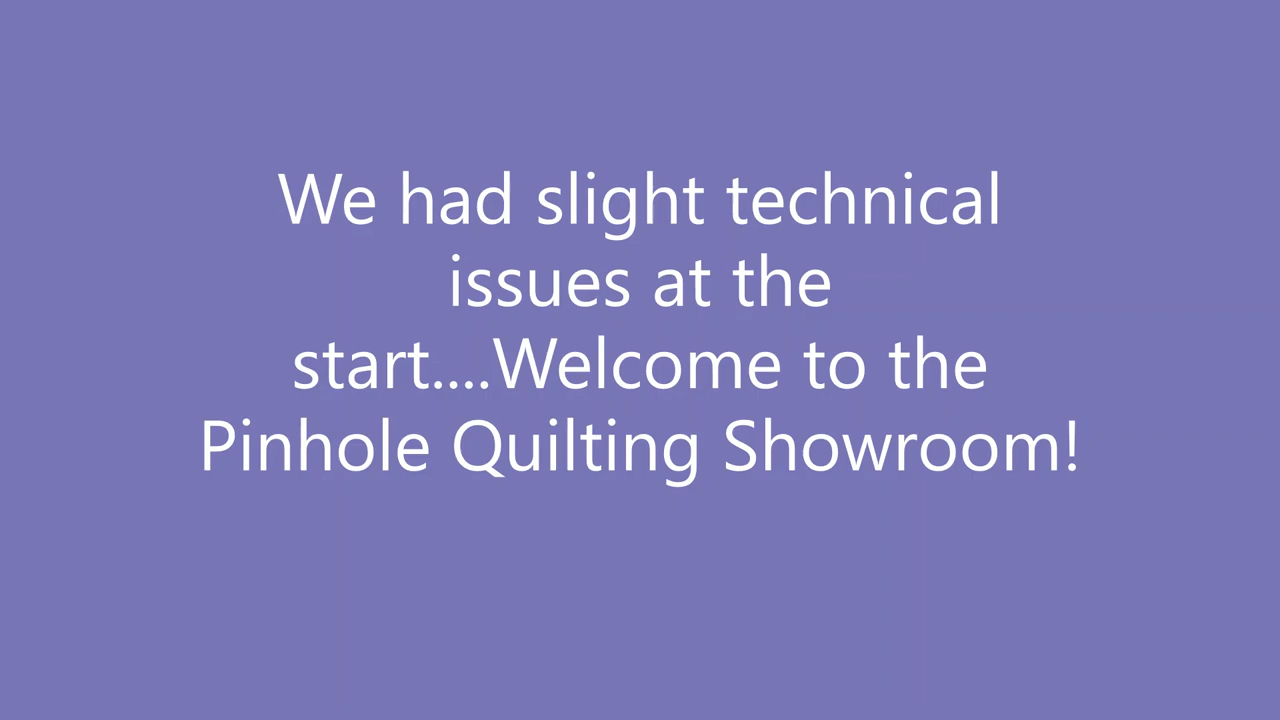 We had slight technical
issues at the
start....Welcome to the
Pinhole Quilting Showroom!